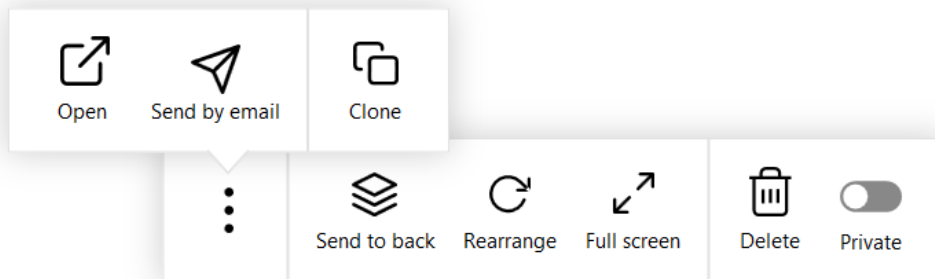 Open
Send by email
Clone
Send to back
Rearrange
Full screen
Delete
Private